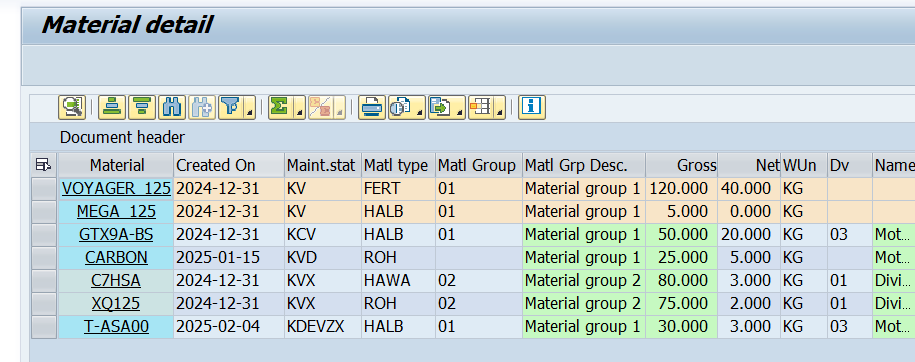 Material detail
Document header
Material Created On Maint.stat Matl type Matl Group Matl Grp Desc. Gross Net WUn Dv Name
VOYAGER_125 2024-12-31 KV FERT 01 Material group 1 120.000 40.000 KG
MEGA_125 2024-12-31 KV HALB 01 Material group 1 5.000 0.000 KG
GTX9A-BS 2024-12-31 KCV HALB 01 Material group 1 50.000 20.000 KG 03 Mot...
CARBON 2025-01-15 KVD ROH Material group 1 25.000 5.000 KG Mot...
C7HSA 2024-12-31 KVX HAWA 02 Material group 2 80.000 3.000 KG 01 Divi...
XQ125 2024-12-31 KVX ROH 02 Material group 2 75.000 2.000 KG 01 Divi...
T-ASA00 2025-02-04 KDEVZX HALB 01 Material group 1 30.000 3.000 KG 03 Mot...